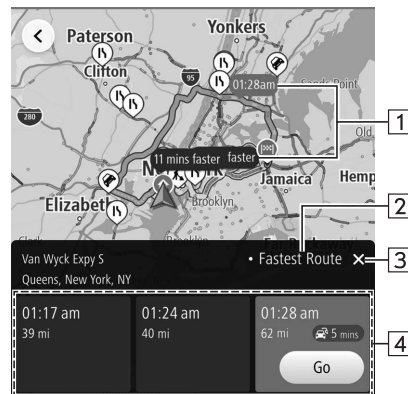 Paterson
Yonkers
Clifton
95
01:28am
Sands Point
280
1
Old
11 mins faster
faster
Jamaica
Hemp
Elizabeth
Brooklyn
2
Van Wyck Expy S
• Fastest Route
3
Queens, New York, NY
01:17 am
01:24 am
01:28 am
39 mi
40 mi
62 mi
5 mins
4
Go